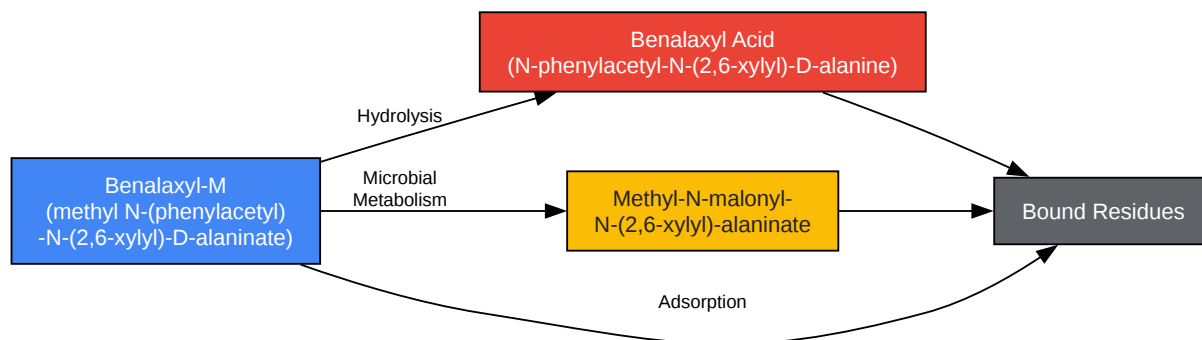 Benalaxyl Acid
(N-phenylacetyl-N-(2,6-xylyl)-D-alanine)
Hydrolysis
Benalaxyl-M
(methyl N-(phenylacetyl)
-N-(2,6-xylyl)-D-alaninate)
Microbial
Metabolism
Methyl-N-malonyl-
N-(2,6-xylyl)-alaninate
Bound Residues
Adsorption